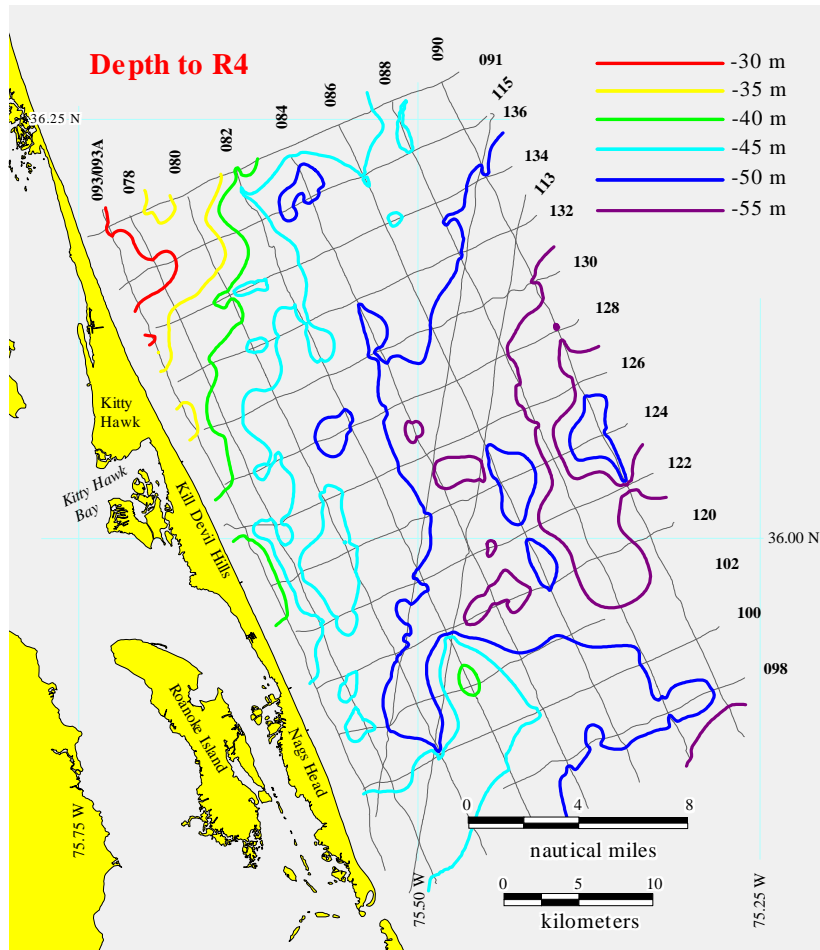 Depth to R4
-30 m
-35 m
-40 m
-45 m
-50 m
-55 m
36.25 N
093/093A
078
080
082
084
086
088
090
091
115
136
134
113
132
130
128
126
124
122
120
102
100
098
Kitty
Hawk
Kitty Hawk
Bay
Kill Devil Hills
36.00 N
Roanoke Island
Nags Head
75.75 W
75.50 W
75.25 W
0 4 8
nautical miles
0 5 10
kilometers